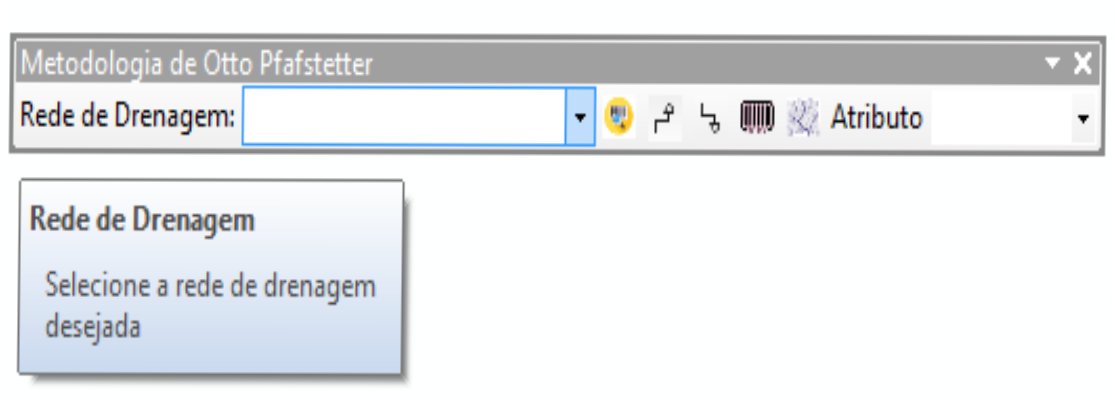 Metodologia de Otto Pfafstetter
Rede de Drenagem:
Atributo
Rede de Drenagem
Selecione a rede de drenagem
desejada